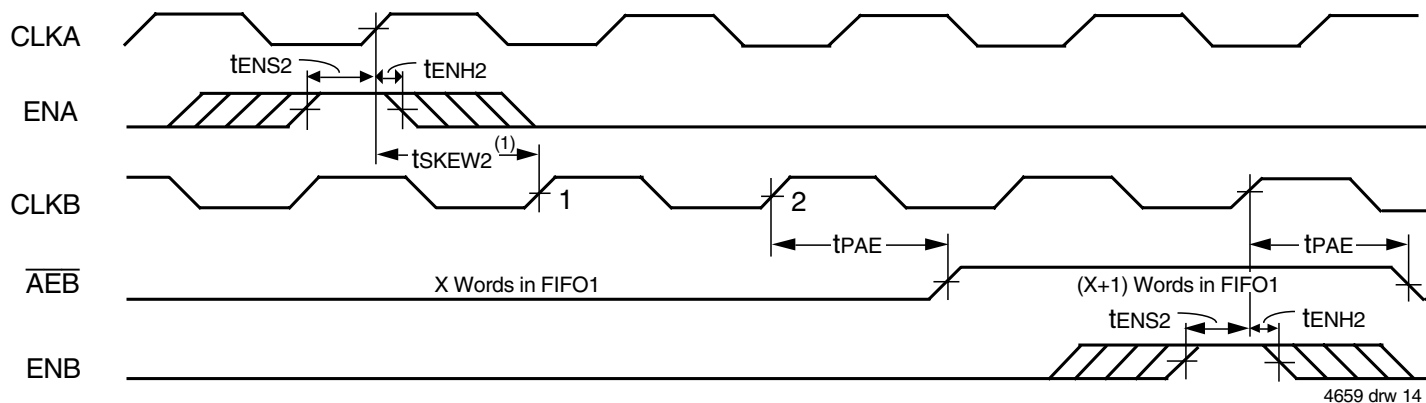 CLKA
tENS2 tENH2
ENA
tSKEW2 (1)
CLKB 1 2
tPAE tPAE
AEB X Words in FIFO1 (X+1) Words in FIFO1
tENS2 tENH2
ENB
4659 drw 14